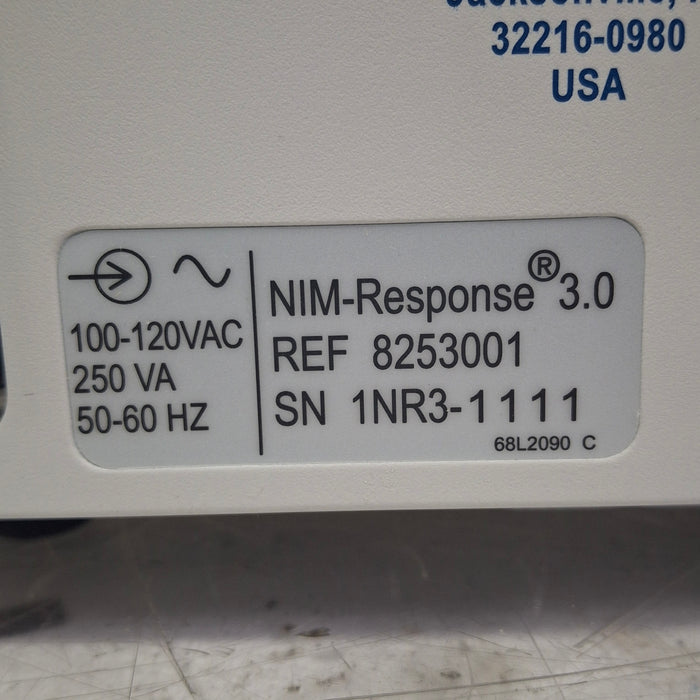 Jacksonville,
32216-0980
USA
100-120VAC
250 VA
50-60 HZ
NIM-Response® 3.0
REF 8253001
SN 1NR3-1111
68L2090 C